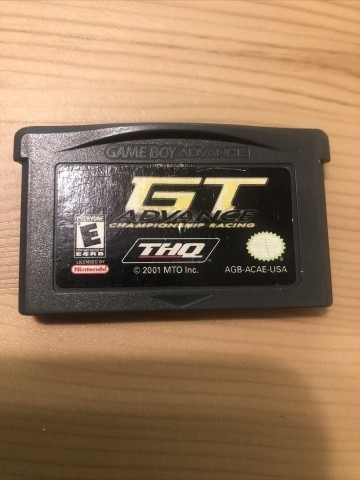 GAME BOY ADVANCE
GT
ADVANCE
CHAMPIONSHIP RACING
EVERYONE
E
ESRB
LICENSED BY
Nintendo
THQ
© 2001 MTO Inc.
AGB-ACAE-USA